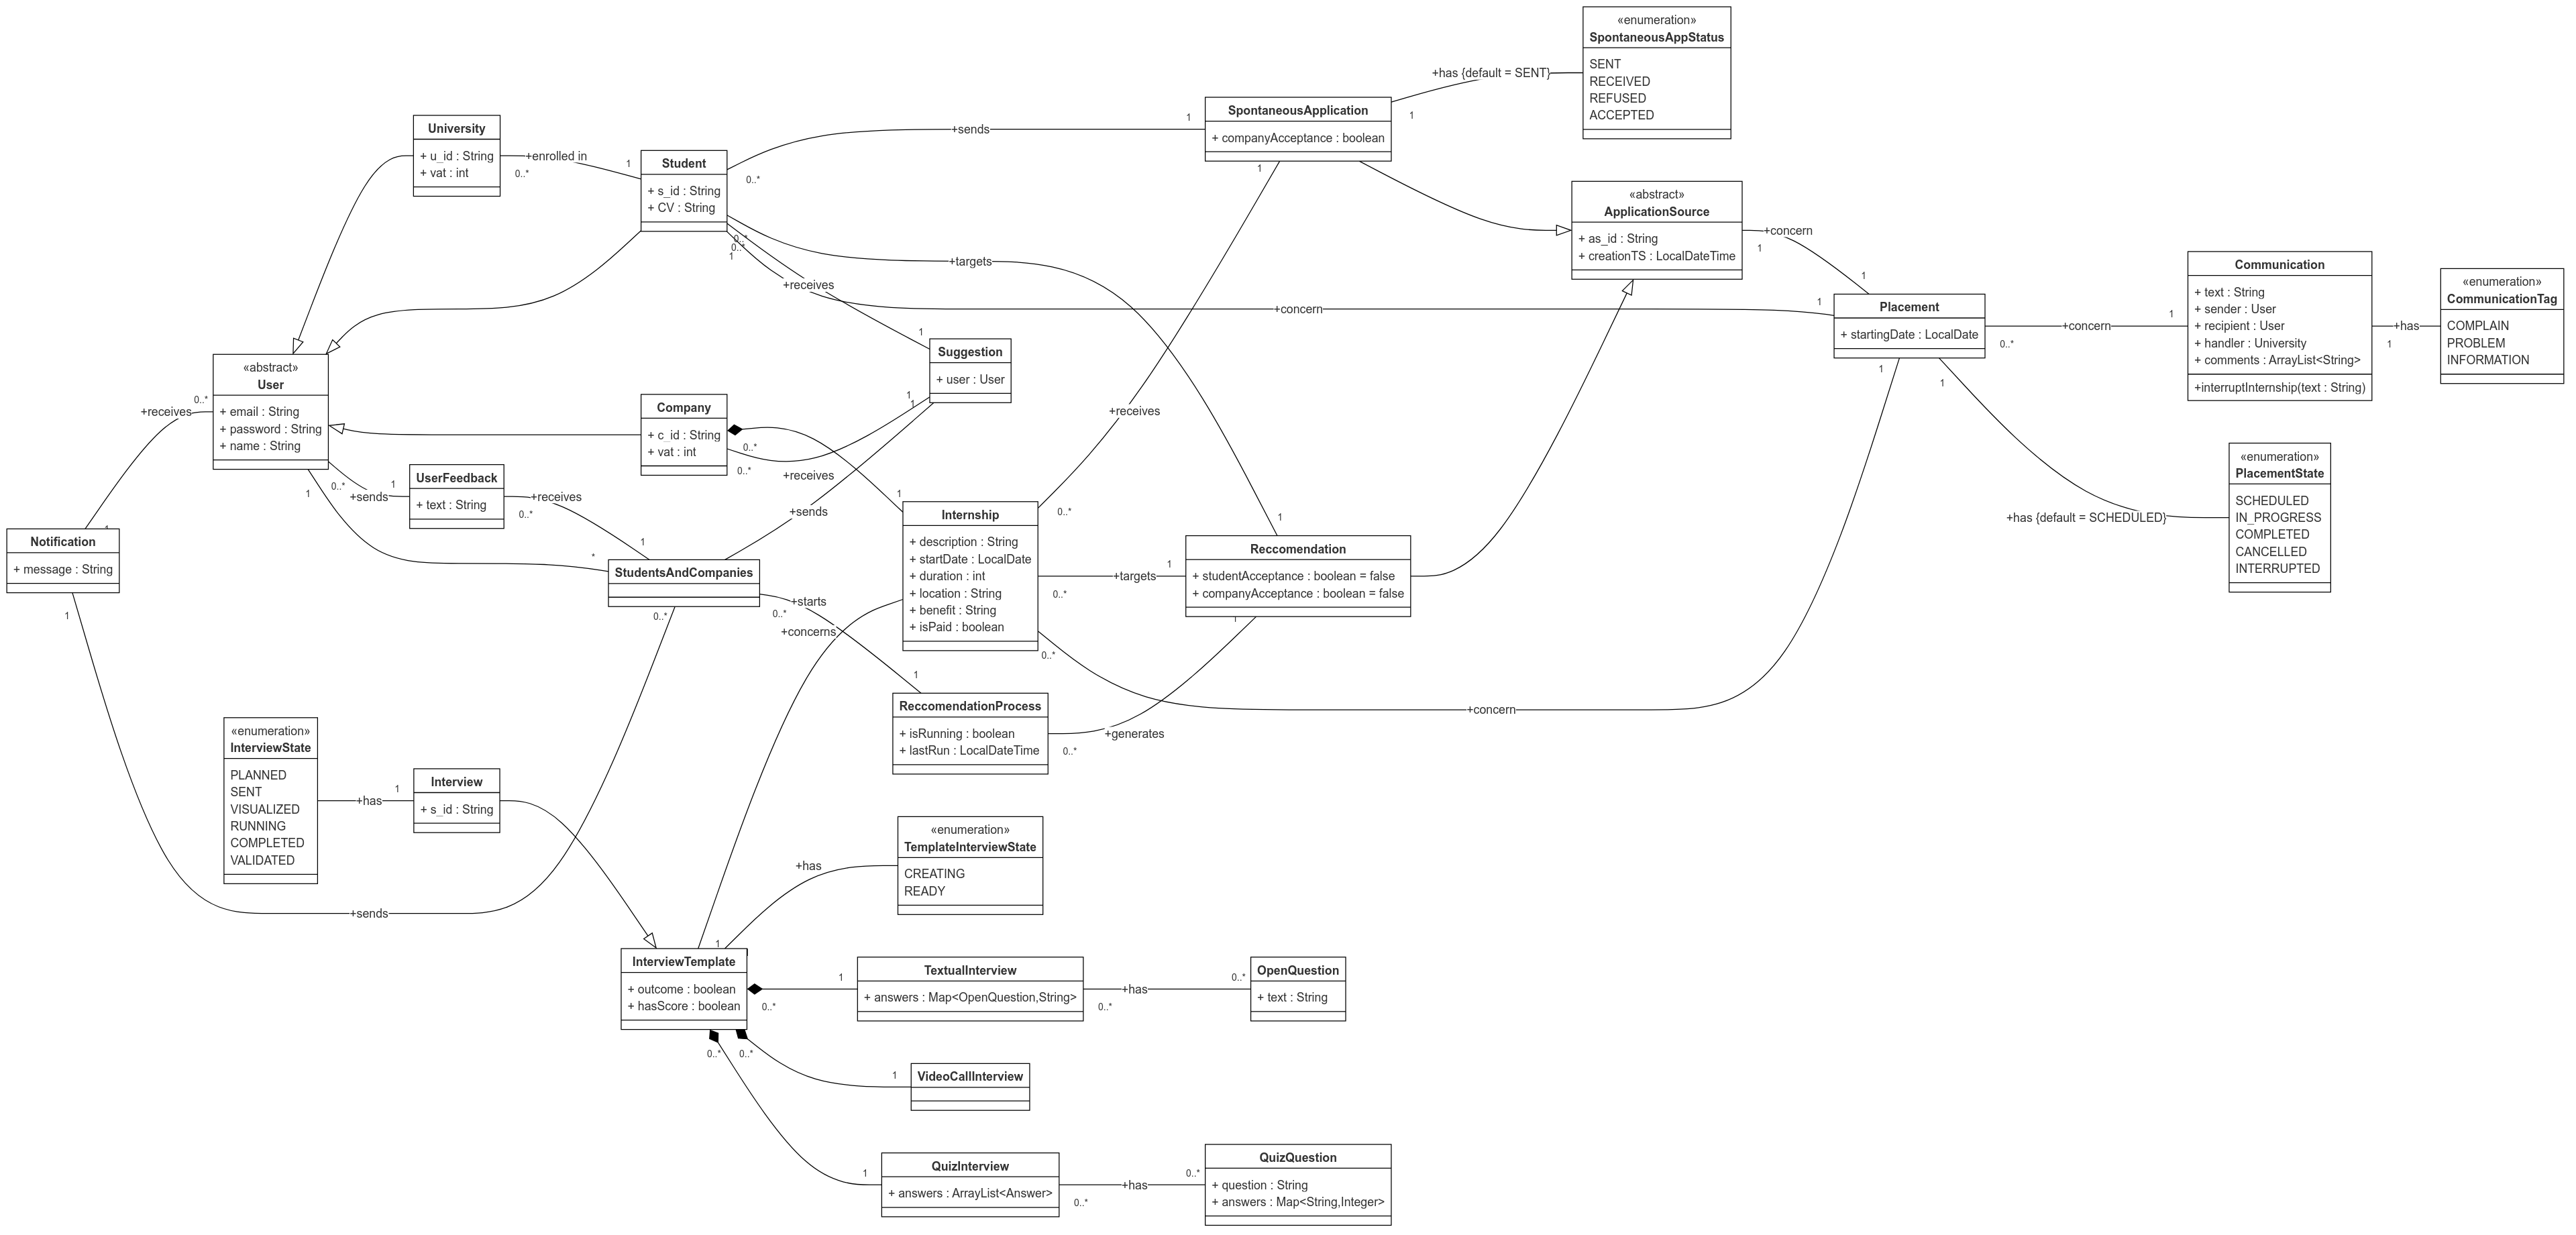 «enumeration»
SpontaneousAppStatus
SENT
RECEIVED
REFUSED
ACCEPTED
+has {default = SENT}
1
SpontaneousApplication
+ companyAcceptance : boolean
1
1
+sends
0..*
University
+ u_id : String
+ vat : int
+enrolled in
0..*
1
Student
+ s_id : String
+ CV : String
0..*
0..*
1
+targets
+receives
+concern
1
«abstract»
ApplicationSource
+ as_id : String
+ creationTS : LocalDateTime
+concern
1
1
Placement
+ startingDate : LocalDate
1
1
0..*
+concern
1
Communication
+ text : String
+ sender : User
+ recipient : User
+ handler : University
+ comments : ArrayList<String>
+interruptInternship(text : String)
+has
1
«enumeration»
CommunicationTag
COMPLAIN
PROBLEM
INFORMATION
«enumeration»
PlacementState
SCHEDULED
IN_PROGRESS
COMPLETED
CANCELLED
INTERRUPTED
+has {default = SCHEDULED}
1
Suggestion
+ user : User
1
1
«abstract»
User
+ email : String
+ password : String
+ name : String
0..*
+receives
Company
+ c_id : String
+ vat : int
0..*
0..*
+receives
+sends
+receives
0..*
1
UserFeedback
+ text : String
+receives
0..*
1
0..*
+sends
1
1
*
*
Notification
+ message : String
1
StudentsAndCompanies
0..*
0..*
+starts
+concerns
1
Internship
+ description : String
+ startDate : LocalDate
+ duration : int
+ location : String
+ benefit : String
+ isPaid : boolean
+targets
0..*
1
0..*
1
Reccomendation
+ studentAcceptance : boolean = false
+ companyAcceptance : boolean = false
1
+concern
ReccomendationProcess
+ isRunning : boolean
+ lastRun : LocalDateTime
0..*
+generates
«enumeration»
InterviewState
PLANNED
SENT
VISUALIZED
RUNNING
COMPLETED
VALIDATED
+has
1
Interview
+ s_id : String
+sends
«enumeration»
TemplateInterviewState
CREATING
READY
+has
1
InterviewTemplate
+ outcome : boolean
+ hasScore : boolean
0..*
1
TextualInterview
+ answers : Map<OpenQuestion,String>
0..*
+has
0..*
OpenQuestion
+ text : String
0..*
0..*
1
VideoCallInterview
1
QuizInterview
+ answers : ArrayList<Answer>
0..*
+has
0..*
QuizQuestion
+ question : String
+ answers : Map<String,Integer>